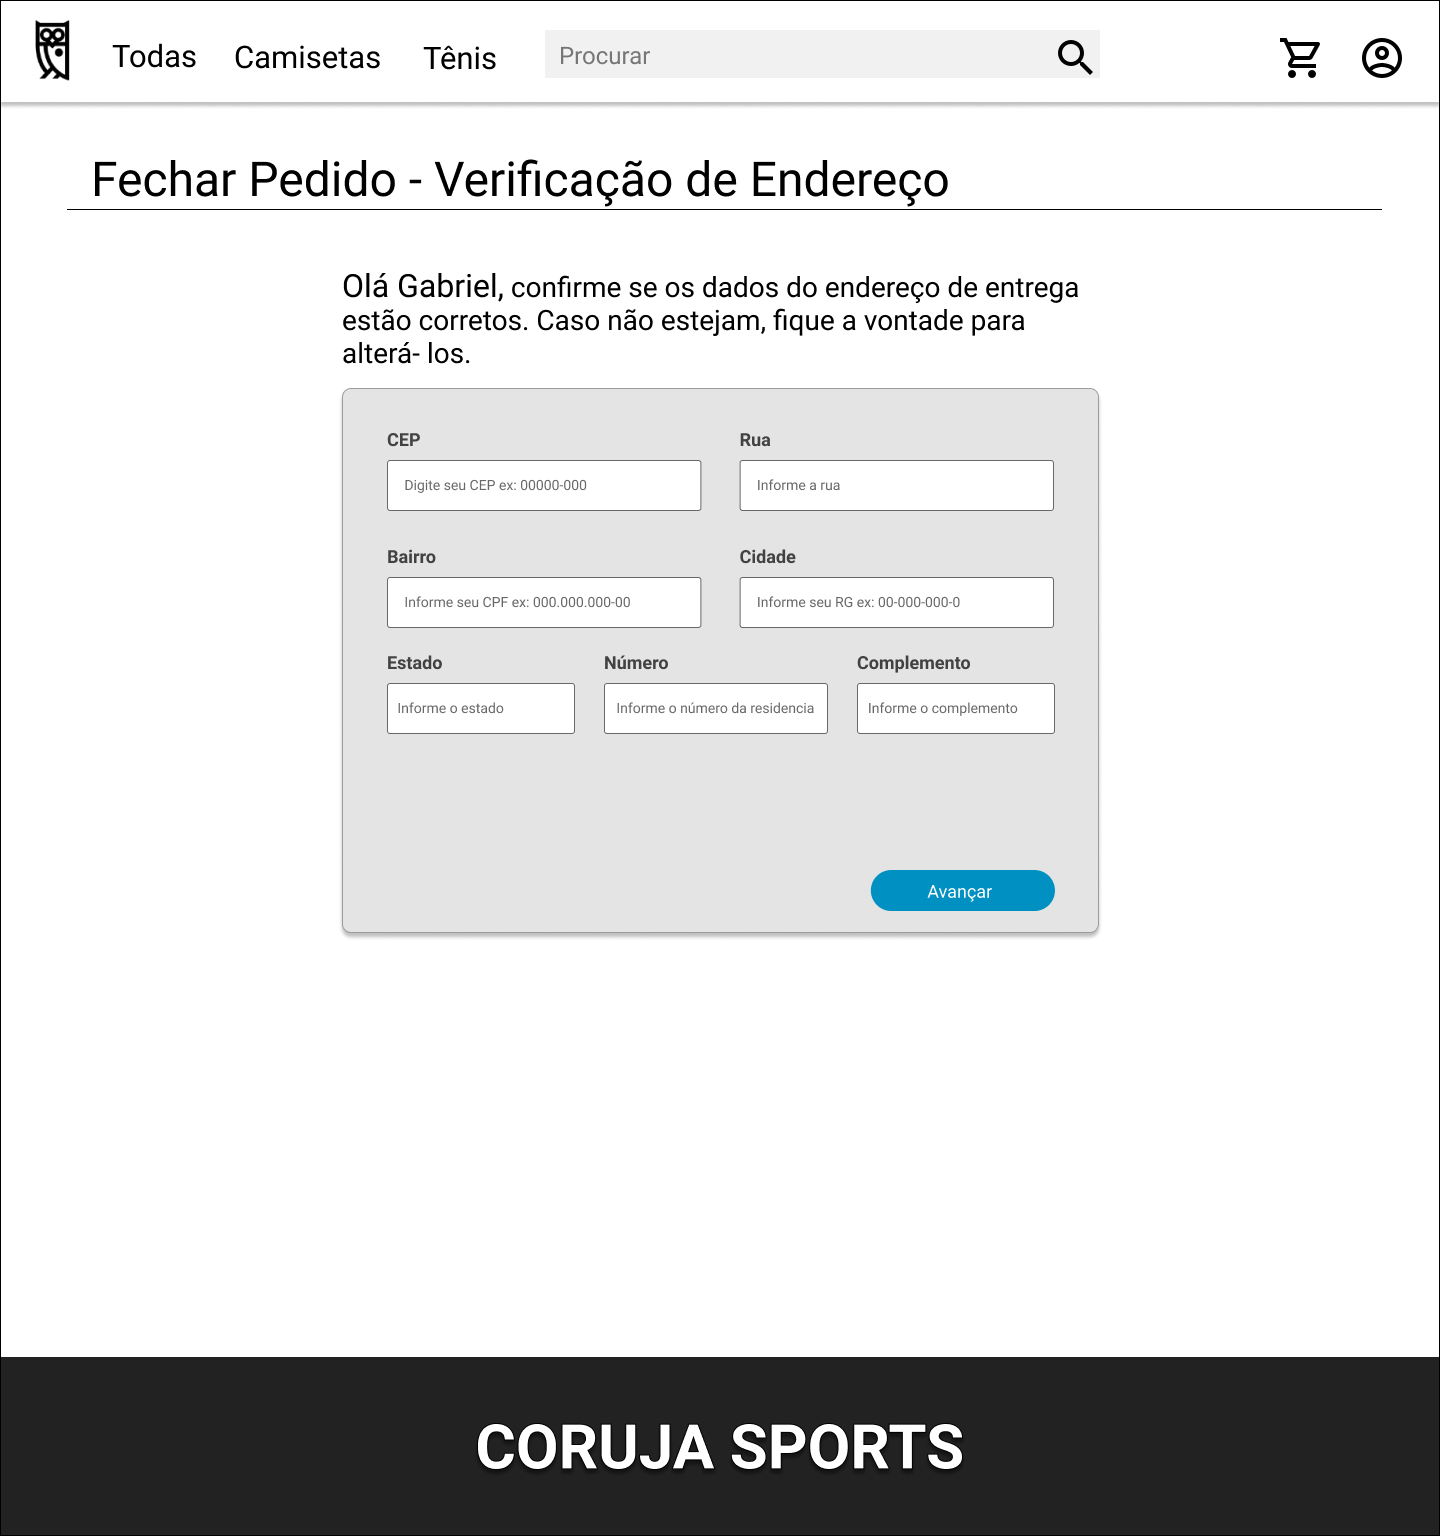 Todas Camisetas Tênis Procurar
Fechar Pedido - Verificação de Endereço
Olá Gabriel, confirme se os dados do endereço de entrega
estão corretos. Caso não estejam, fique a vontade para
alterá- los.
CEP Rua
Digite seu CEP ex: 00000-000 Informe a rua
Bairro Cidade
Informe seu CPF ex: 000.000.000-00 Informe seu RG ex: 00-000-000-0
Estado Número Complemento
Informe o estado Informe o número da residencia Informe o complemento
Avançar
CORUJA SPORTS